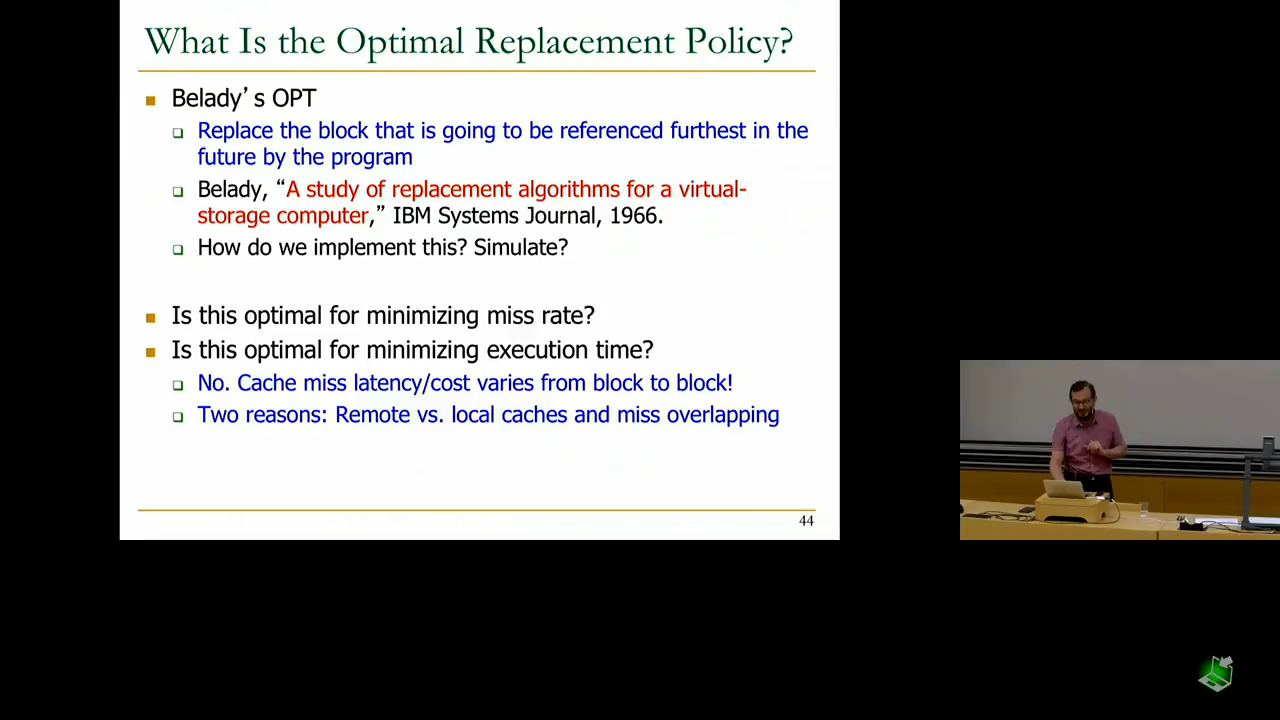 What Is the Optimal Replacement Policy?
Belady's OPT
Replace the block that is going to be referenced furthest in the
future by the program
Belady, “A study of replacement algorithms for a virtual-
storage computer,” IBM Systems Journal, 1966.
How do we implement this? Simulate?
Is this optimal for minimizing miss rate?
Is this optimal for minimizing execution time?
No. Cache miss latency/cost varies from block to block!
Two reasons: Remote vs. local caches and miss overlapping
44